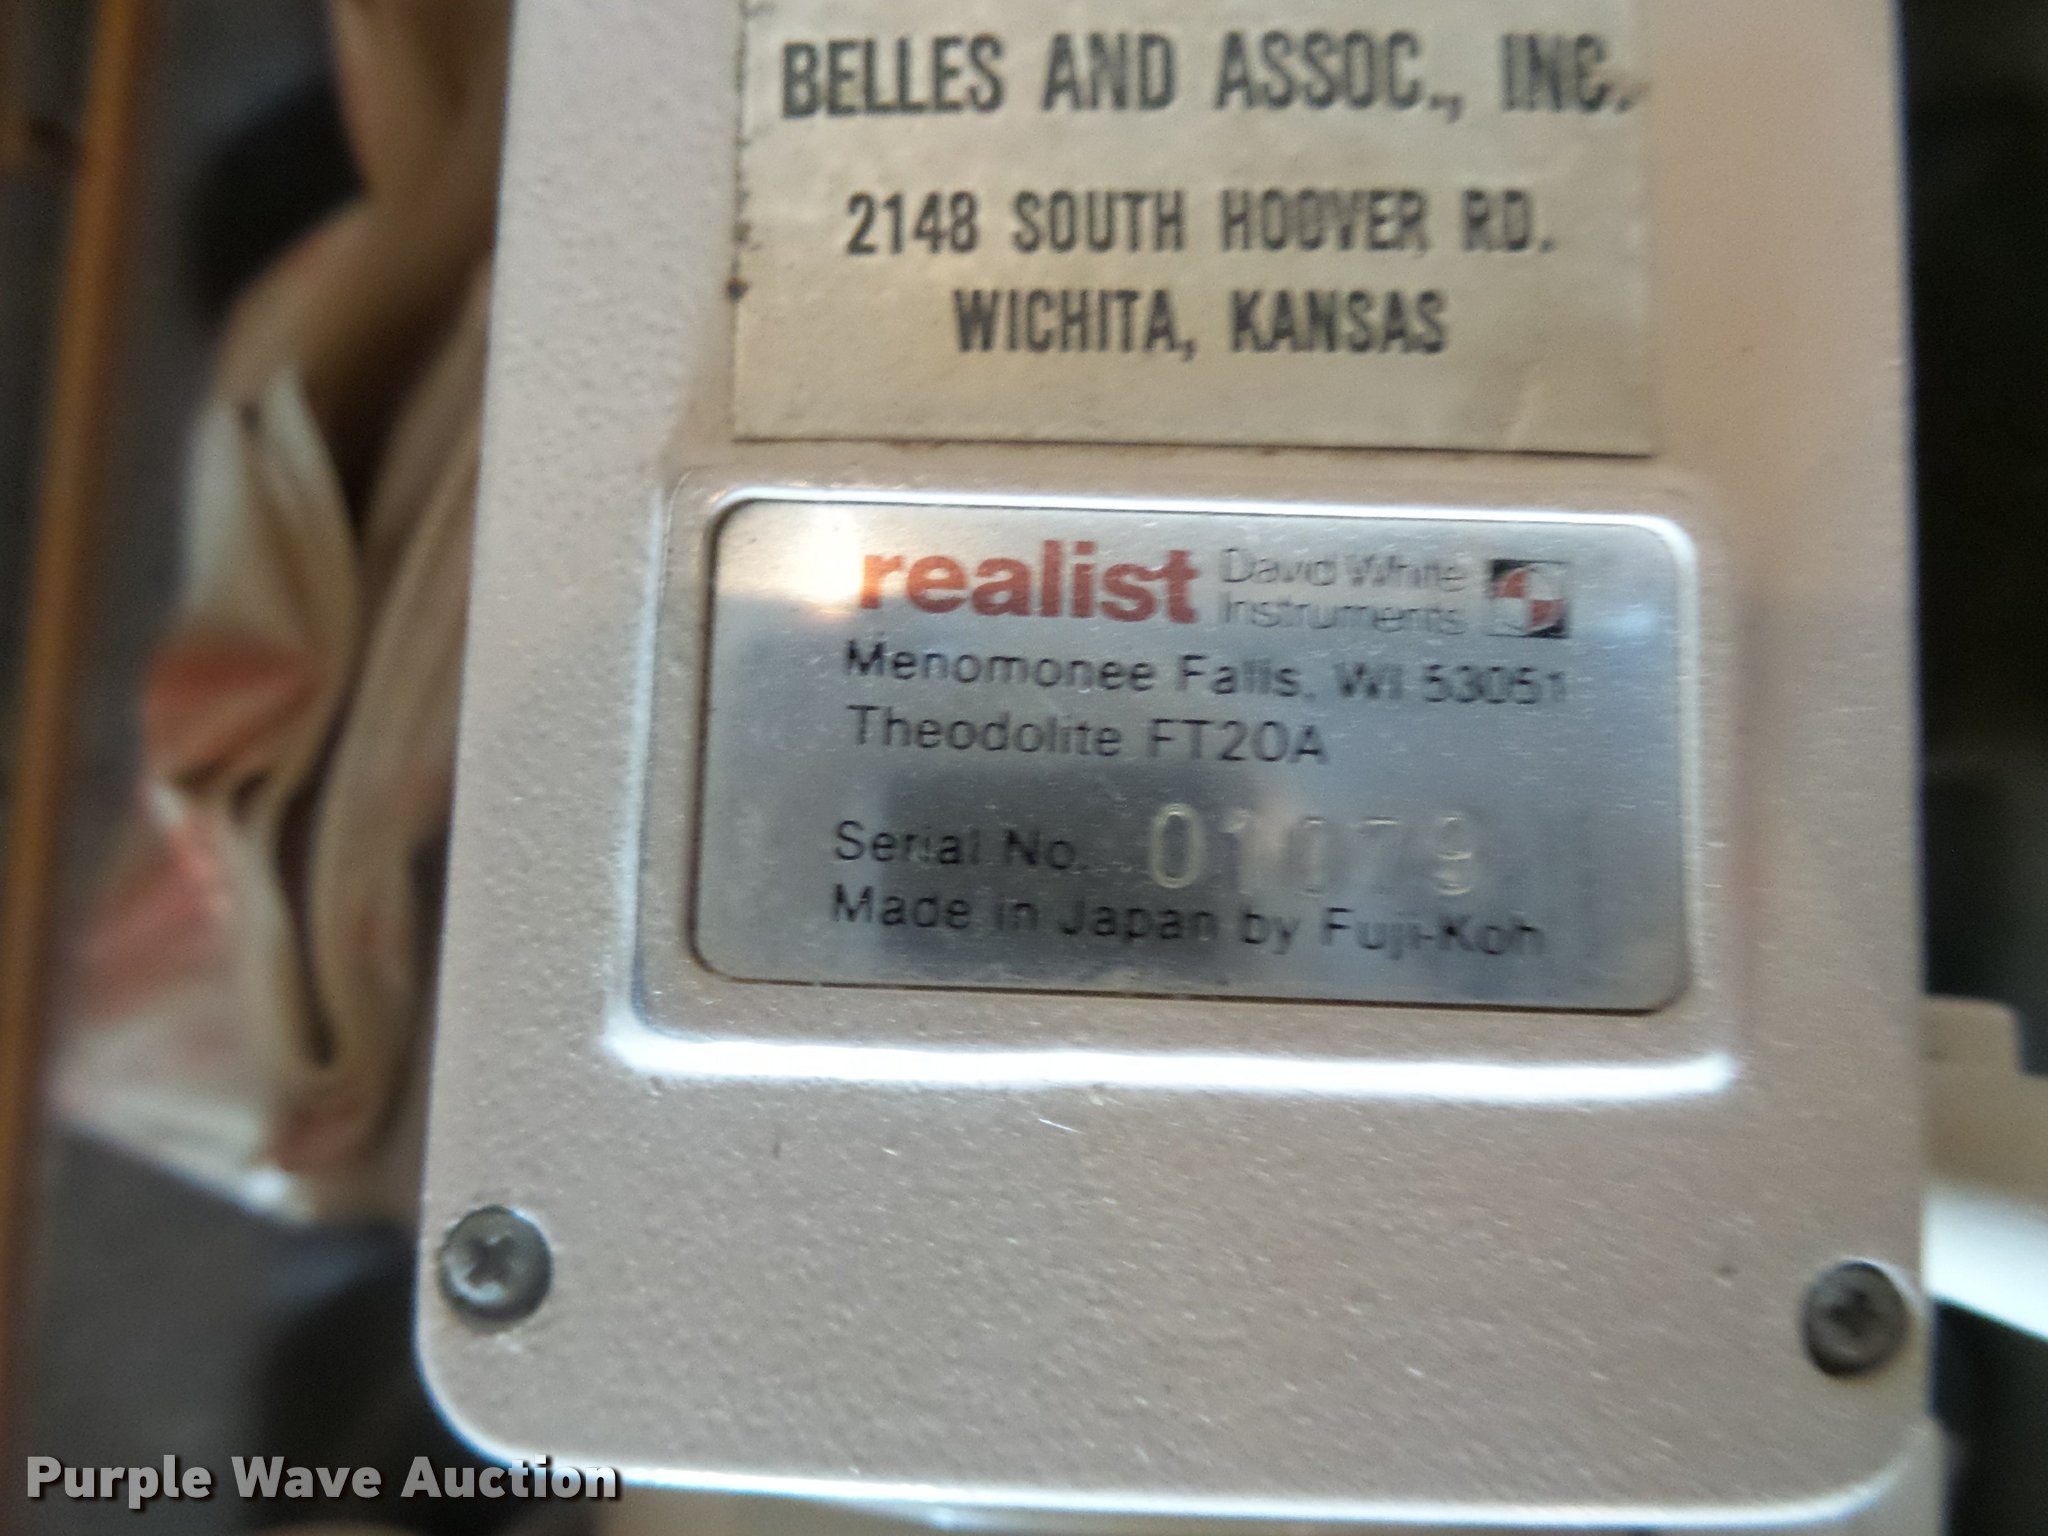 BELLES AND ASSOC., INC.
2148 SOUTH HOOVER RD.
WICHITA, KANSAS
realist David White
Instruments
Menomonee Falls, WI 53051
Theodolite FT20A
Serial No. 01079
Made in Japan by Fuji-Koh
Purple Wave Auction